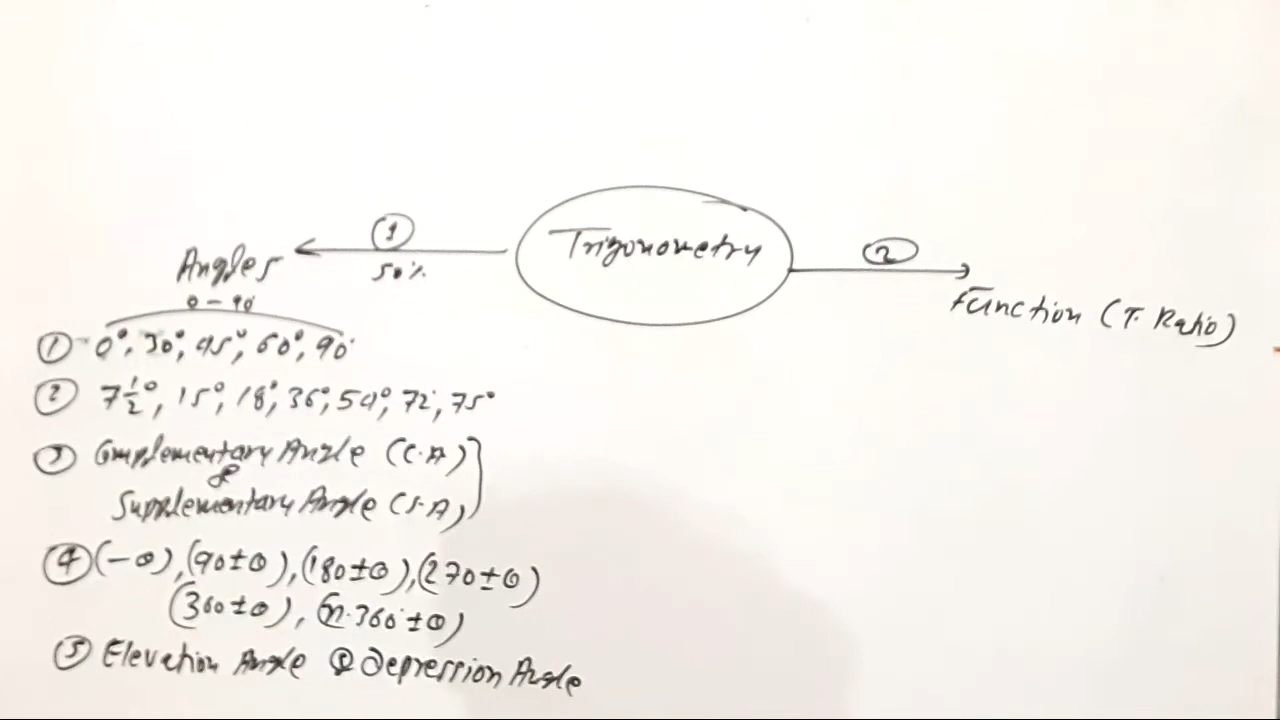 Trigonometry
① 50%
Angles
0 - 90
① 0°, 30°, 45°, 60°, 90°
② 7½°, 15°, 18°, 36°, 54°, 72°, 75°
③ Complementary Angle (C.A)
&
Supplementary Angle (S.A)
④ (-θ), (90±θ), (180±θ), (270±θ)
(360±θ), (n·360°±θ)
⑤ Elevation Angle & Depression Angle
②
Function (T. Ratio)